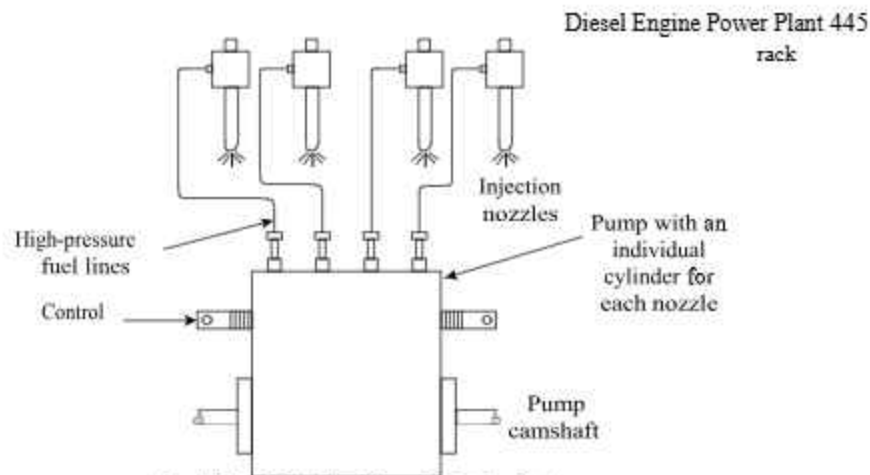 Diesel Engine Power Plant 445
rack
Injection
nozzles
High-pressure
fuel lines
Pump with an
individual
cylinder for
each nozzle
Control
Pump
camshaft